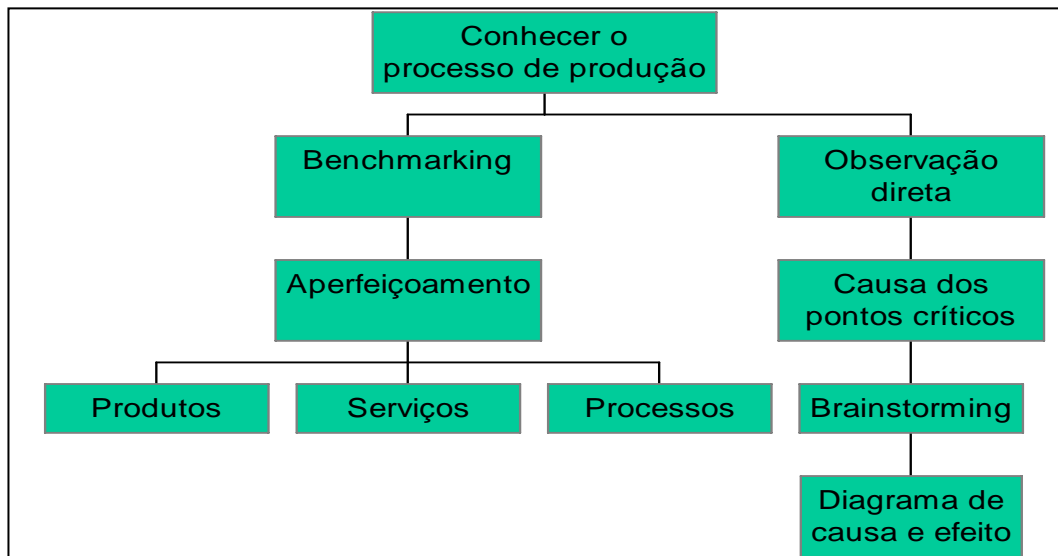 Conhecer o
processo de produção
Benchmarking
Observação
direta
Aperfeiçoamento
Causa dos
pontos críticos
Produtos
Serviços
Processos
Brainstorming
Diagrama de
causa e efeito